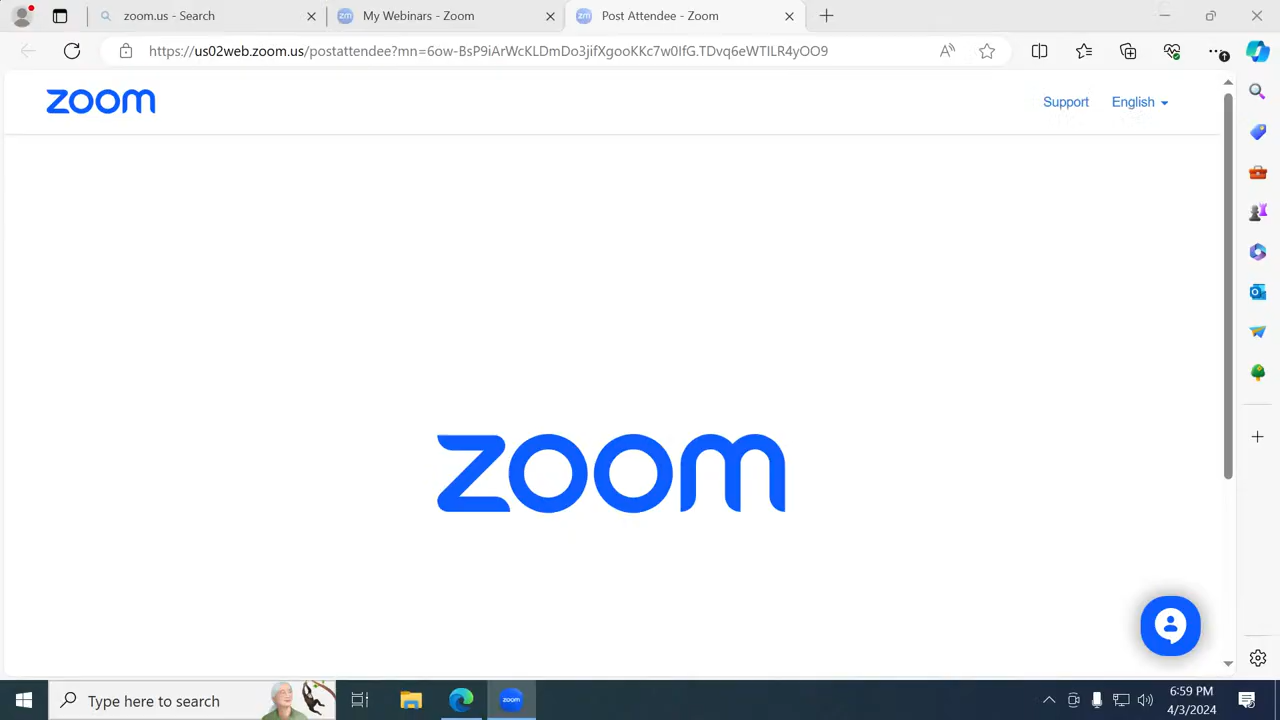 zoom.us - Search
My Webinars - Zoom
Post Attendee - Zoom
https://us02web.zoom.us/postattendee?mn=6ow-BsP9iArWcKLDmDo3jifXgooKKc7w0IfG.TDvq6eWTILR4yOO9
zoom
Support
English
zoom
Type here to search
zoom
6:59 PM
4/3/2024